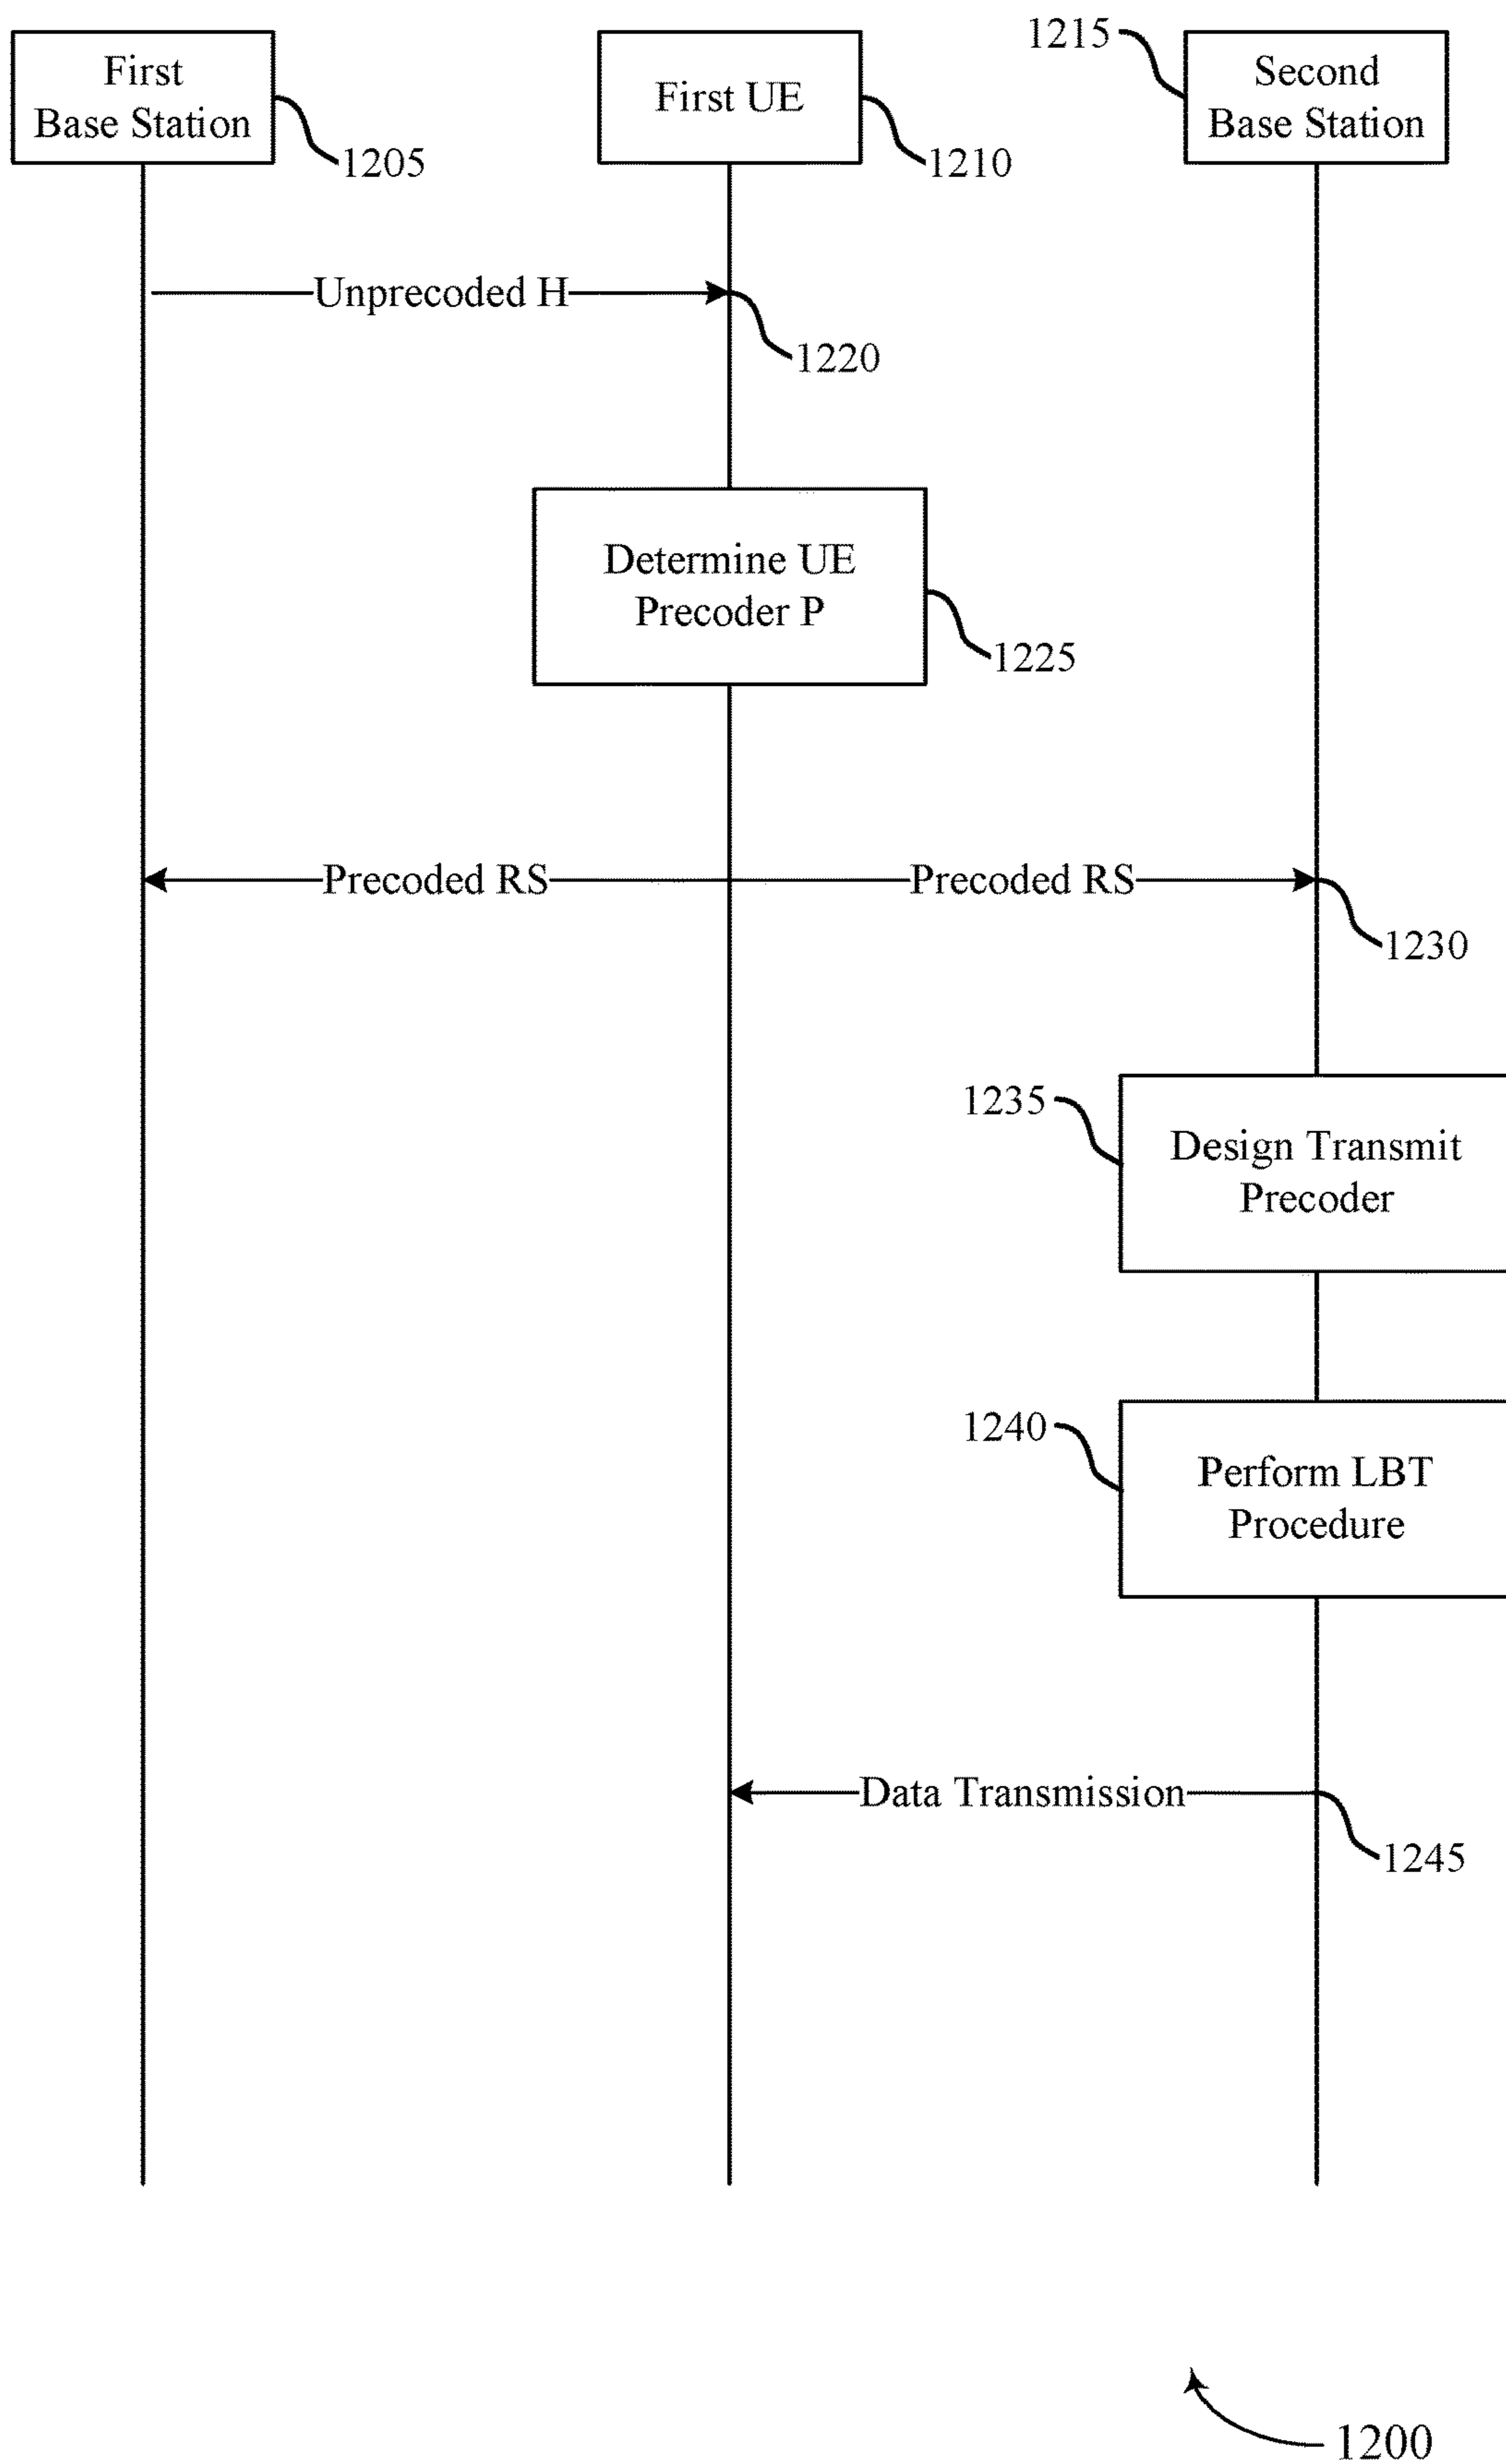 First
Base Station
1205
First UE
1210
1215
Second
Base Station
Unprecoded H
1220
Determine UE
Precoder P
1225
Precoded RS
Precoded RS
1230
1235
Design Transmit
Precoder
1240
Perform LBT
Procedure
Data Transmission
1245
1200